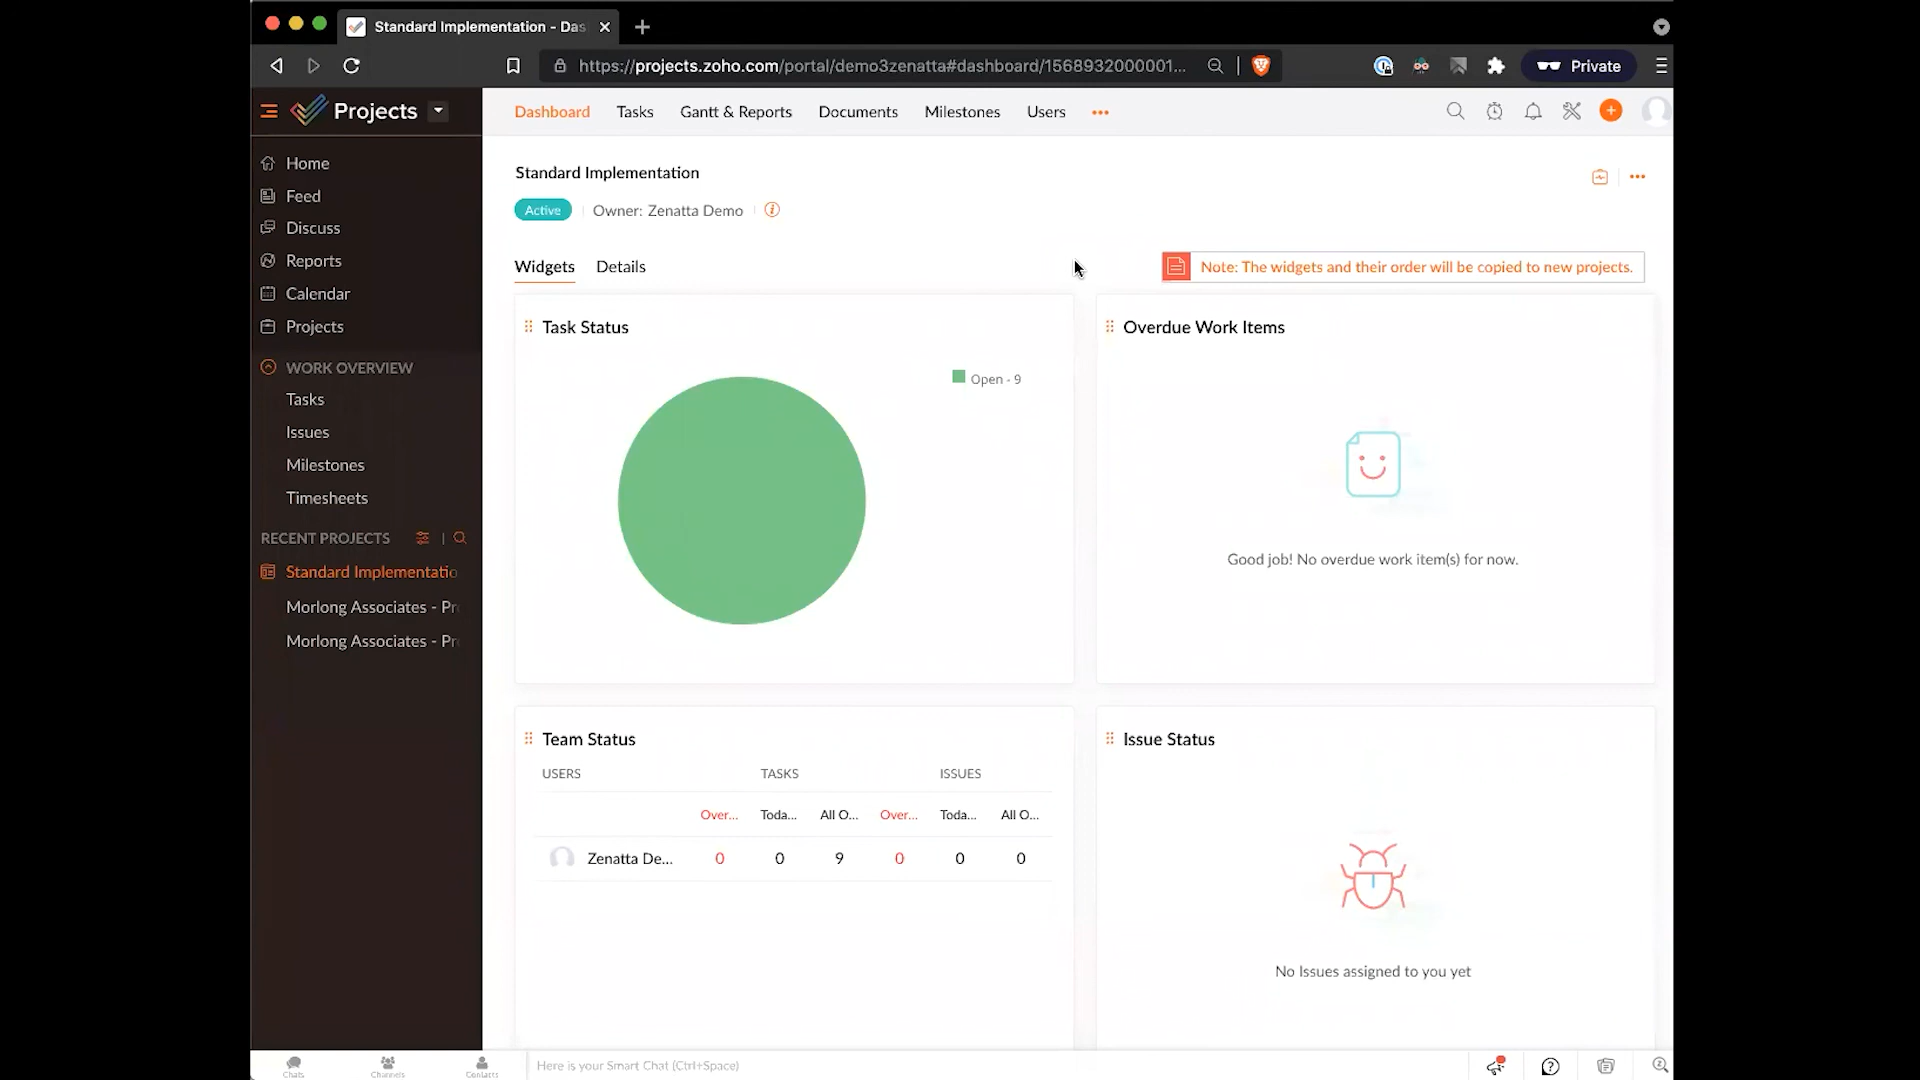 Standard Implementation - Das
https://projects.zoho.com/portal/demo3zenatta#dashboard/1568932000001...
Private
Projects
Dashboard
Tasks
Gantt & Reports
Documents
Milestones
Users
Home
Feed
Discuss
Reports
Calendar
Projects
WORK OVERVIEW
Tasks
Issues
Milestones
Timesheets
RECENT PROJECTS
Standard Implementatio
Morlong Associates - Pr
Morlong Associates - Pr
Standard Implementation
Active
Owner: Zenatta Demo
Widgets
Details
Note: The widgets and their order will be copied to new projects.
Task Status
Open - 9
Overdue Work Items
Good job! No overdue work item(s) for now.
Team Status
USERS TASKS ISSUES
Over... Toda... All O... Over... Toda... All O...
Zenatta De... 0 0 9 0 0 0
Issue Status
No Issues assigned to you yet
Chats
Channels
Contacts
Here is your Smart Chat (Ctrl+Space)